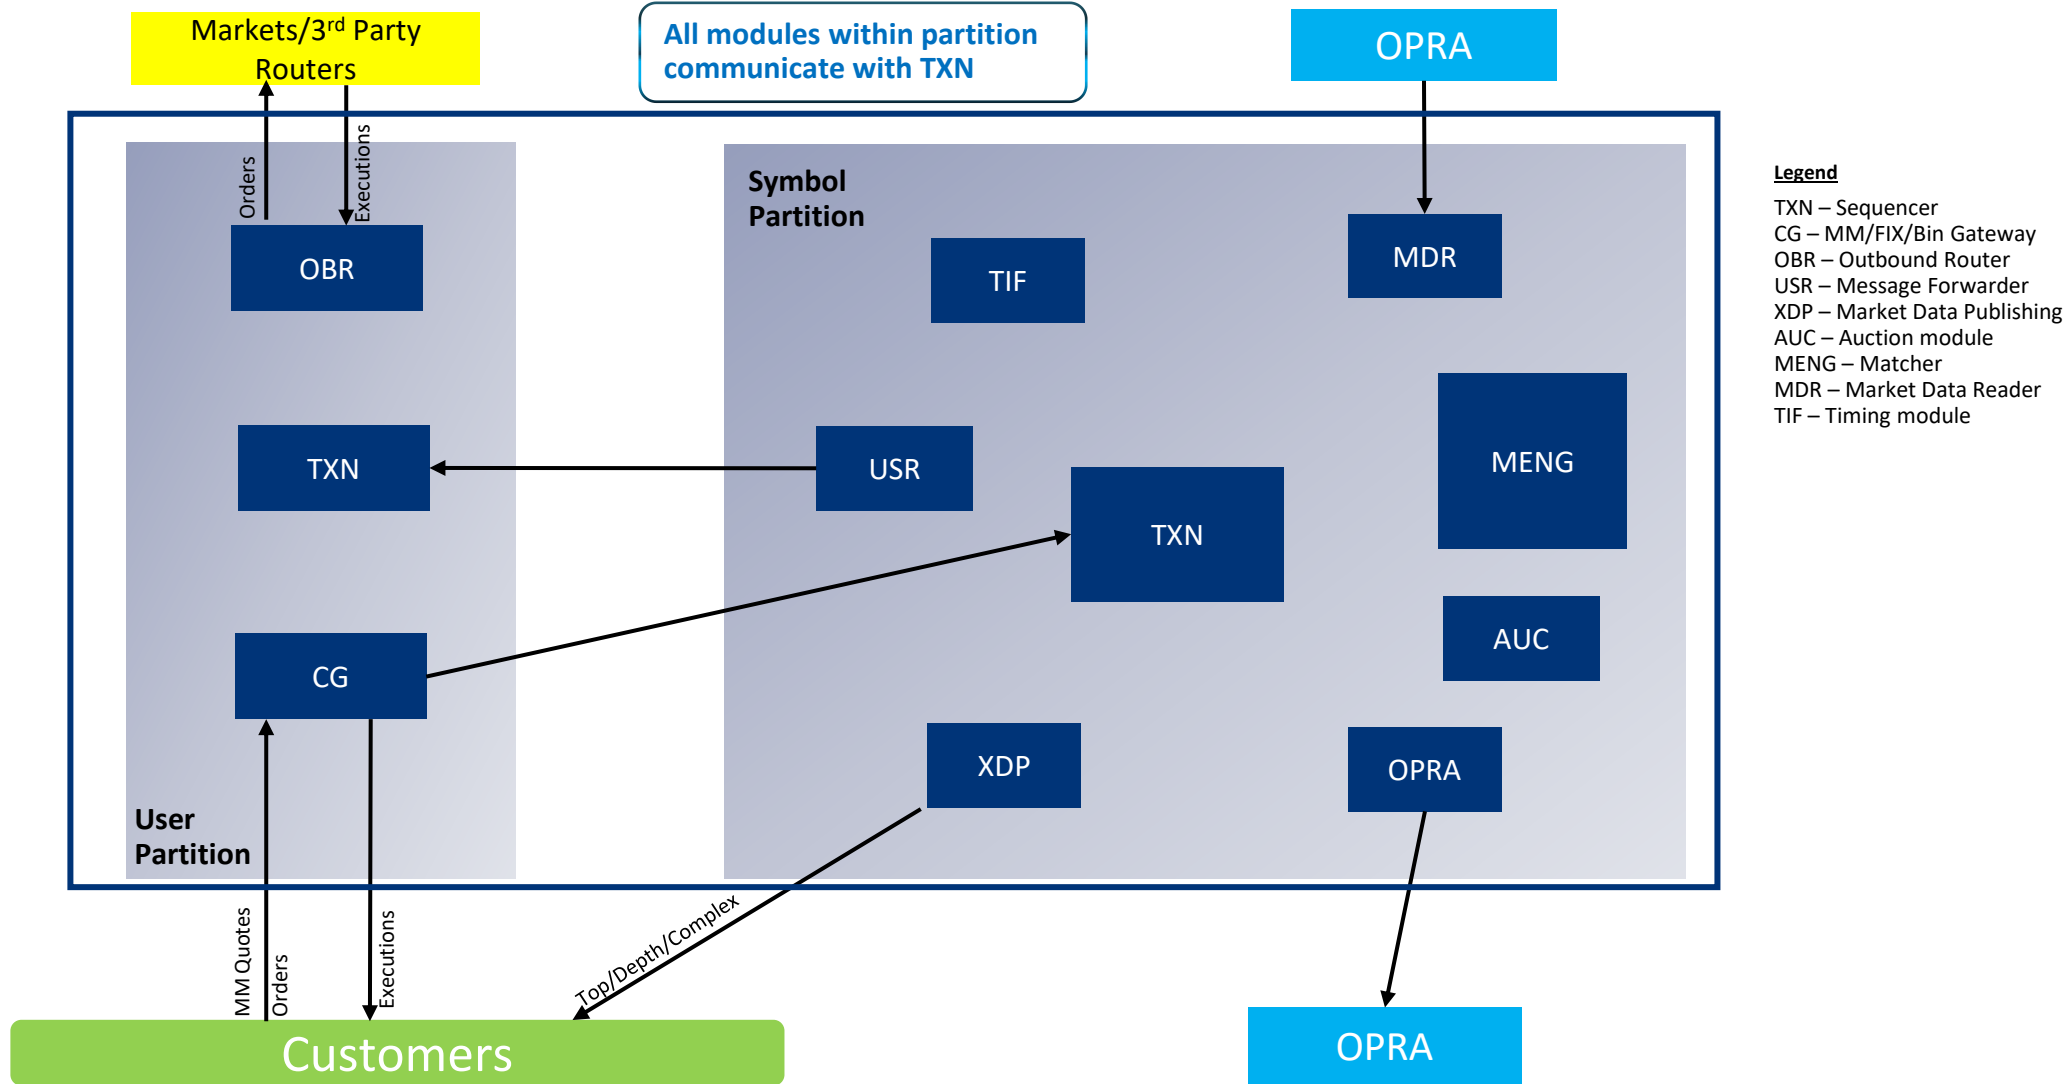 Markets/3rd Party
Routers
All modules within partition
communicate with TXN
OPRA
Orders
Executions
Symbol
Partition
OBR
TIF
MDR
TXN
USR
MENG
TXN
CG
AUC
XDP
OPRA
User
Partition
MM Quotes
Orders
Executions
Top/Depth/Complex
Customers
OPRA
Legend
TXN – Sequencer
CG – MM/FIX/Bin Gateway
OBR – Outbound Router
USR – Message Forwarder
XDP – Market Data Publishing
AUC – Auction module
MENG – Matcher
MDR – Market Data Reader
TIF – Timing module